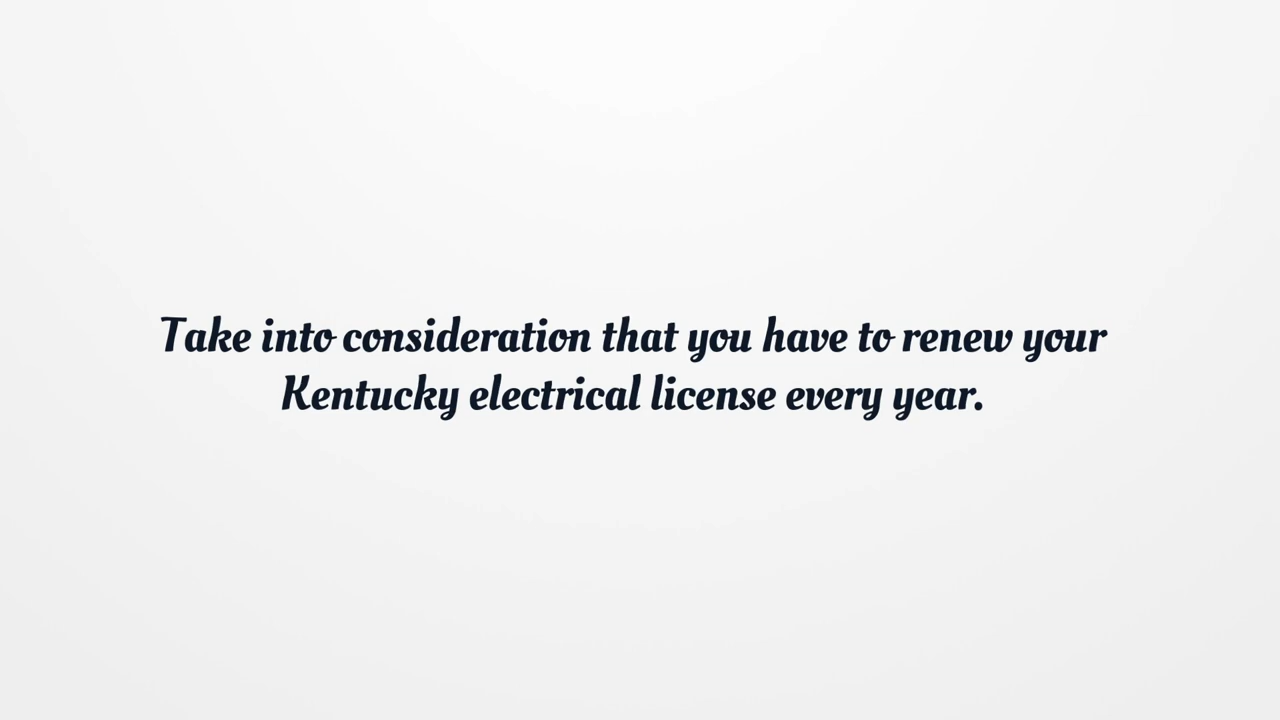 Take into consideration that you have to renew your
Kentucky electrical license every year.